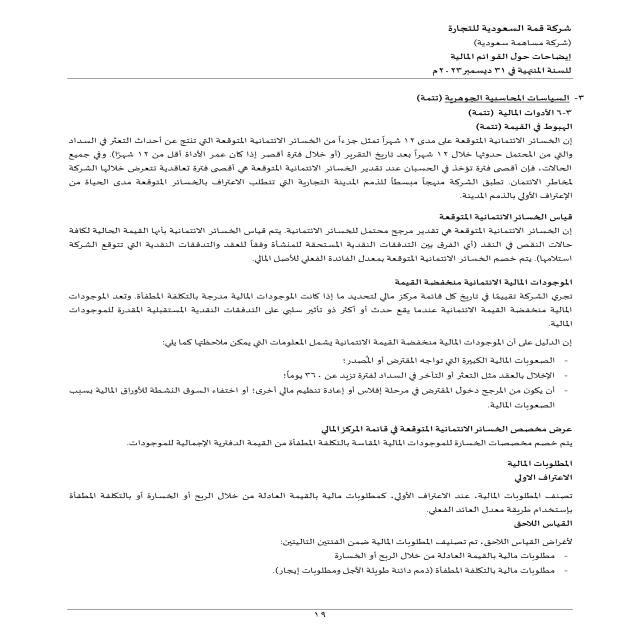 شركة قمة السعودية للتجارة
(شركة مساهمة سعودية)
إيضاحات حول القوائم المالية
للسنة المنتهية في ٣١ ديسمبر ٢٠٢٣م
٣- السياسات المحاسبية الجوهرية (تتمة)
٣-٦ الأدوات المالية (تتمة)
الهبوط في القيمة (تتمة)
إن الخسائر الائتمانية المتوقعة على مدى ١٢ شهراً تمثل جزءاً من الخسائر الائتمانية المتوقعة التي تنتج عن أحداث التعثر في السداد
والتي من المحتمل حدوثها خلال ١٢ شهراً بعد تاريخ التقرير (أو خلال فترة أقصر إذا كان عمر الأداة أقل من ١٢ شهرًا). وفي جميع
الحالات، فإن أقصى فترة تؤخذ في الحسبان عند تقدير الخسائر الائتمانية المتوقعة هي أقصى فترة تعاقدية تتعرض خلالها الشركة
لمخاطر الائتمان. تطبق الشركة منهجاً مبسطاً للذمم المدينة التجارية التي تتطلب الاعتراف بالخسائر المتوقعة مدى الحياة من
الإعتراف الأولي بالذمم المدينة.
قياس الخسائر الائتمانية المتوقعة
إن الخسائر الائتمانية المتوقعة هي تقدير مرجح محتمل للخسائر الائتمانية. يتم قياس الخسائر الائتمانية بأنها القيمة الحالية لكافة
حالات النقص في النقد (أي الفرق بين التدفقات النقدية المستحقة للمنشأة وفقاً للعقد والتدفقات النقدية التي تتوقع الشركة
استلامها). يتم خصم الخسائر الائتمانية المتوقعة بمعدل الفائدة الفعلي للأصل المالي.
الموجودات المالية الائتمانية منخفضة القيمة
تجري الشركة تقييمًا في تاريخ كل قائمة مركز مالي لتحديد ما إذا كانت الموجودات المالية مدرجة بالتكلفة المطفأة. وتعد الموجودات
المالية منخفضة القيمة الائتمانية عندما يقع حدث أو أكثر ذو تأثير سلبي على التدفقات النقدية المستقبلية المقدرة للموجودات
المالية.
إن الدليل على أن الموجودات المالية منخفضة القيمة الائتمانية يشمل المعلومات التي يمكن ملاحظتها كما يلي:
- الصعوبات المالية الكبيرة التي تواجه المقترض أو المُصدر؛
- الإخلال بالعقد مثل التعثر أو التأخر في السداد لفترة تزيد عن ٣٦٠ يوماً؛
- أن يكون من المرجح دخول المقترض في مرحلة إفلاس أو إعادة تنظيم مالي أخرى؛ أو اختفاء السوق النشطة للأوراق المالية بسبب
الصعوبات المالية.
عرض مخصص الخسائر الائتمانية المتوقعة في قائمة المركز المالي
يتم خصم مخصصات الخسارة للموجودات المالية المقاسة بالتكلفة المطفأة من القيمة الدفترية الإجمالية للموجودات.
المطلوبات المالية
الاعتراف الاولي
تصنف المطلوبات المالية، عند الاعتراف الأولي، كمطلوبات مالية بالقيمة العادلة من خلال الربح أو الخسارة أو بالتكلفة المطفأة
بإستخدام طريقة معدل العائد الفعلي.
القياس اللاحق
لأغراض القياس اللاحق، تم تصنيف المطلوبات المالية ضمن الفئتين التاليتين:
- مطلوبات مالية بالقيمة العادلة من خلال الربح أو الخسارة
- مطلوبات مالية بالتكلفة المطفأة (ذمم دائنة طويلة الأجل ومطلوبات إيجار).
١٩